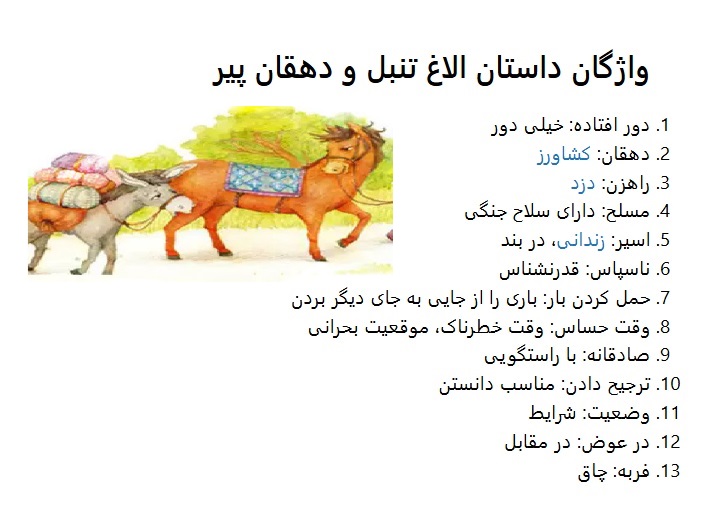 واژگان داستان الاغ تنبل و دهقان پیر
1. دور افتاده: خیلی دور
2. دهقان: کشاورز
3. راهزن: دزد
4. مسلح: دارای سلاح جنگی
5. اسیر: زندانی، در بند
6. ناسپاس: قدرنشناس
7. حمل کردن بار: باری را از جایی به جای دیگر بردن
8. وقت حساس: وقت خطرناک، موقعیت بحرانی
9. صادقانه: با راستگویی
10. ترجیح دادن: مناسب دانستن
11. وضعیت: شرایط
12. در عوض: در مقابل
13. فربه: چاق